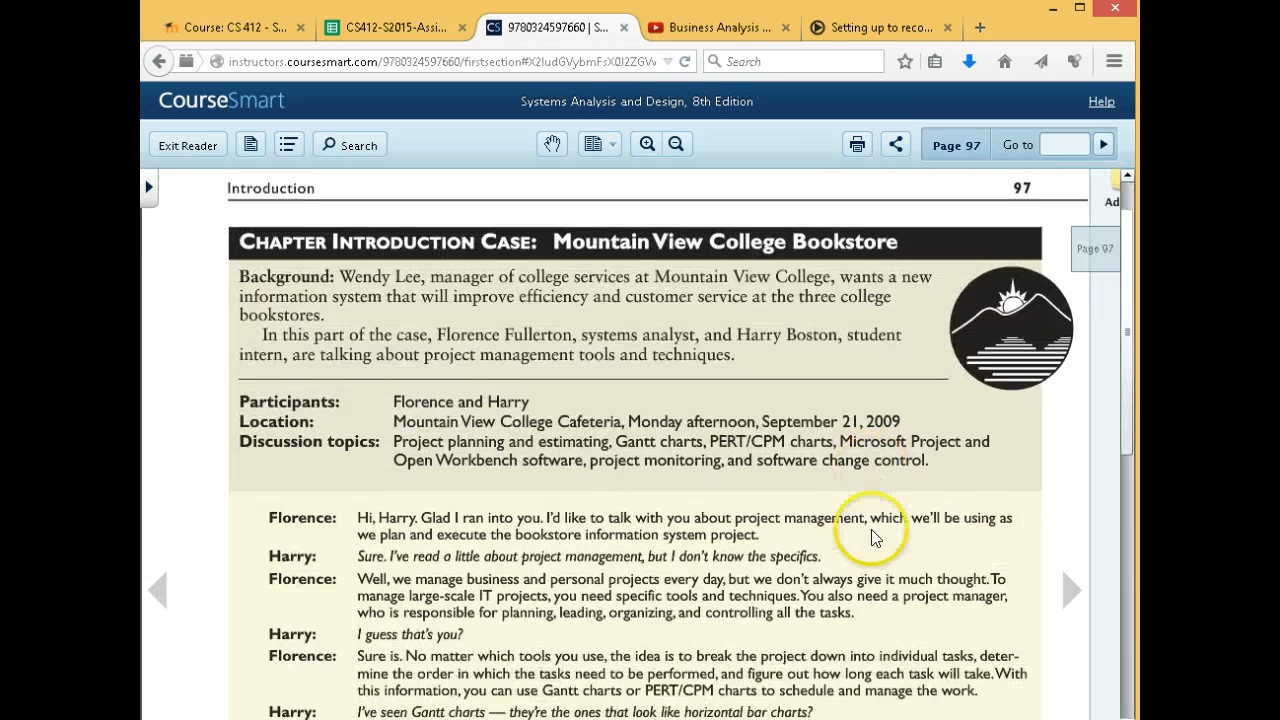 Course: CS 412 - S...
CS412-S2015-Assi...
CS 9780324597660 | S...
Business Analysis ...
Setting up to reco...
instructors.coursesmart.com/9780324597660/firstsection#X2ludGVybmFsX0J2ZGVv
Search
CourseSmart
Systems Analysis and Design, 8th Edition
Help
Exit Reader
Search
Page 97
Go to
Introduction
97
Ad
Page 97
CHAPTER INTRODUCTION CASE: Mountain View College Bookstore
Background: Wendy Lee, manager of college services at Mountain View College, wants a new
information system that will improve efficiency and customer service at the three college
bookstores.
In this part of the case, Florence Fullerton, systems analyst, and Harry Boston, student
intern, are talking about project management tools and techniques.
Participants: Florence and Harry
Location: Mountain View College Cafeteria, Monday afternoon, September 21, 2009
Discussion topics: Project planning and estimating, Gantt charts, PERT/CPM charts, Microsoft Project and
Open Workbench software, project monitoring, and software change control.
Florence: Hi, Harry. Glad I ran into you. I'd like to talk with you about project management, which we'll be using as
we plan and execute the bookstore information system project.
Harry: Sure. I've read a little about project management, but I don't know the specifics.
Florence: Well, we manage business and personal projects every day, but we don't always give it much thought. To
manage large-scale IT projects, you need specific tools and techniques. You also need a project manager,
who is responsible for planning, leading, organizing, and controlling all the tasks.
Harry: I guess that's you?
Florence: Sure is. No matter which tools you use, the idea is to break the project down into individual tasks, deter-
mine the order in which the tasks need to be performed, and figure out how long each task will take. With
this information, you can use Gantt charts or PERT/CPM charts to schedule and manage the work.
Harry: I've seen Gantt charts — they're the ones that look like horizontal bar charts?